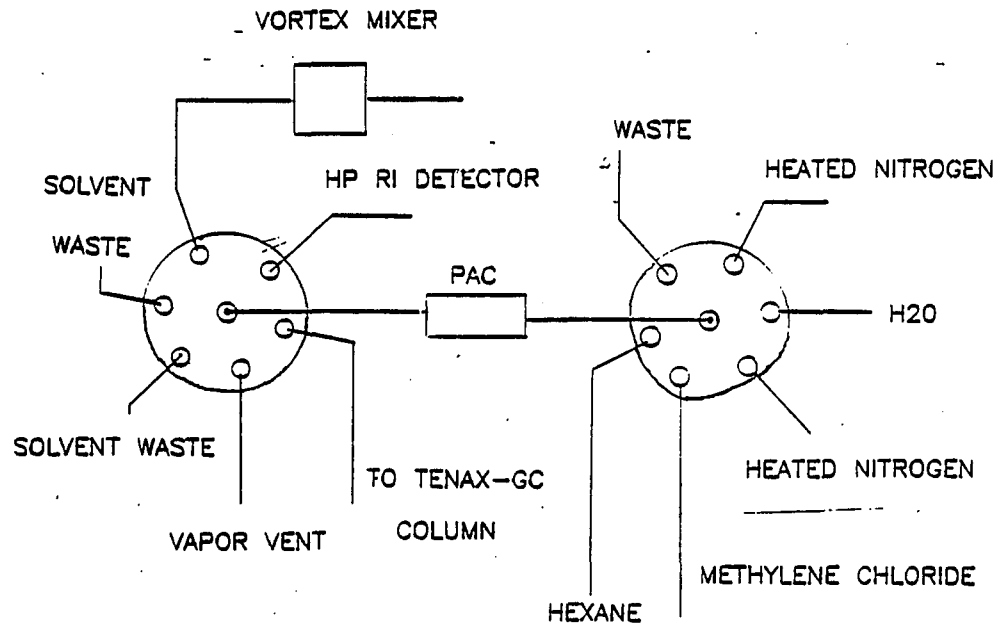 VORTEX MIXER
WASTE
HEATED NITROGEN
SOLVENT
HP RI DETECTOR
WASTE
PAC
H20
SOLVENT WASTE
TO TENAX-GC
COLUMN
HEATED NITROGEN
VAPOR VENT
METHYLENE CHLORIDE
HEXANE